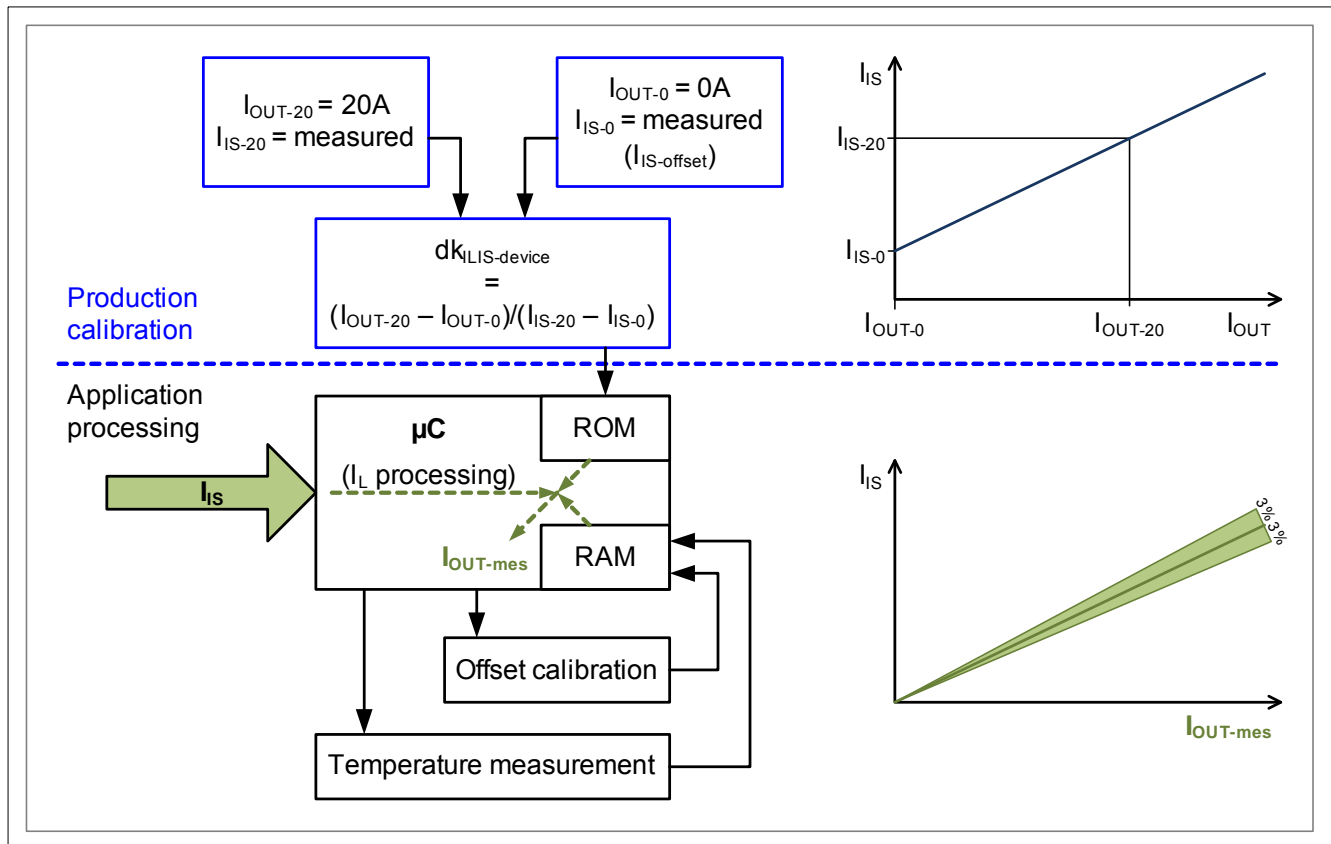 I_OUT-20 = 20A
I_IS-20 = measured
I_OUT-0 = 0A
I_IS-0 = measured
(I_IS-offset)
dk_ILIS-device
=
(I_OUT-20 – I_OUT-0)/(I_IS-20 – I_IS-0)
Production
calibration
I_IS
I_IS-20
I_IS-0
I_OUT-0
I_OUT-20
I_OUT
Application
processing
I_IS
µC
(I_L processing)
ROM
RAM
I_OUT-mes
Offset calibration
Temperature measurement
I_IS
3%
3%
I_OUT-mes